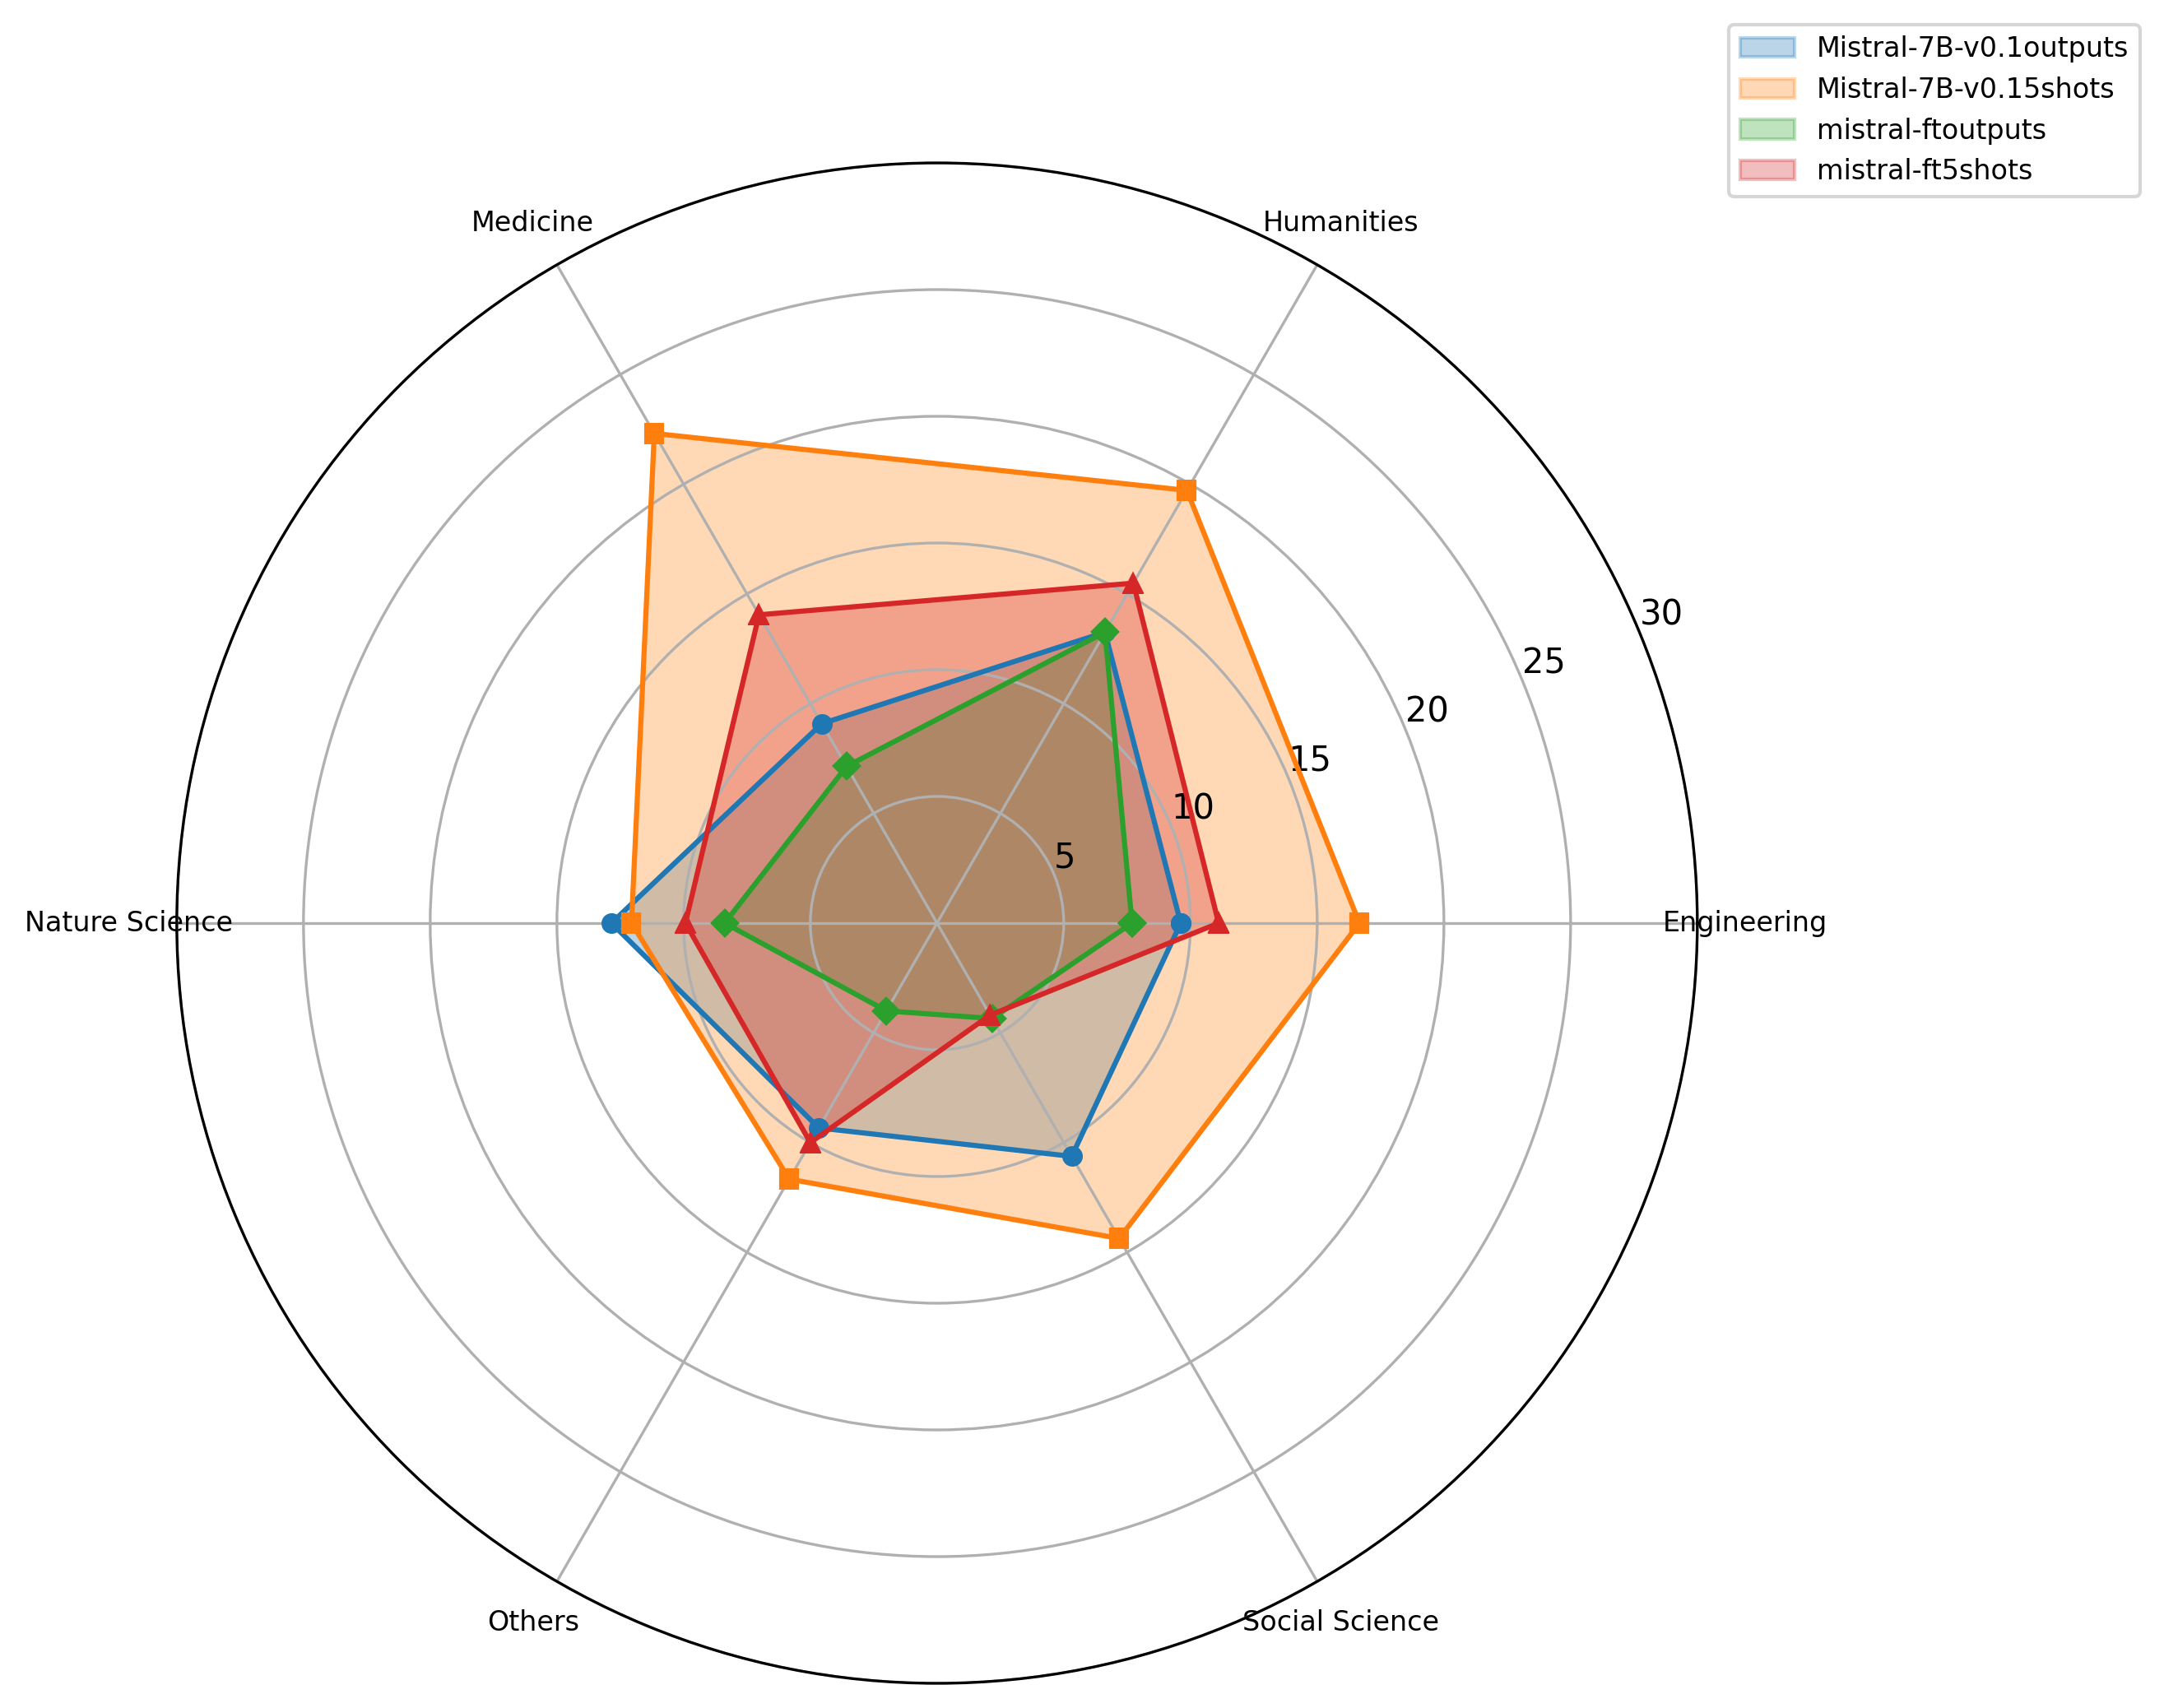 Mistral-7B-v0.1outputs
Mistral-7B-v0.15shots
mistral-ftoutputs
mistral-ft5shots
Medicine
Humanities
30
25
20
15
10
5
Nature Science
Engineering
Others
Social Science